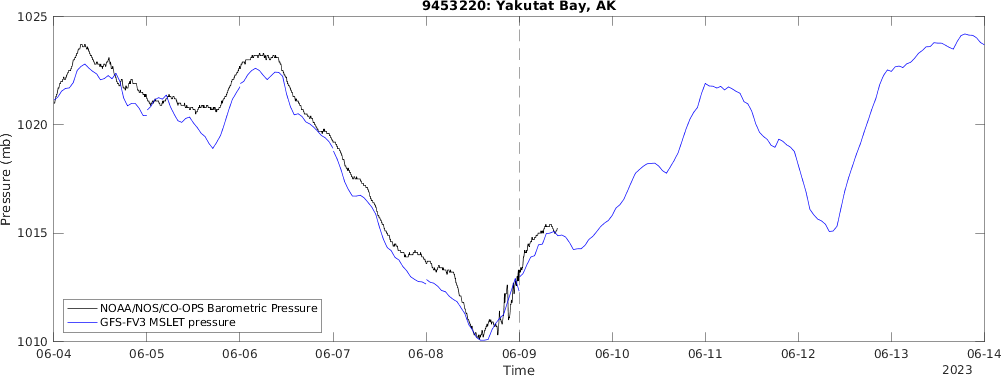 9453220: Yakutat Bay, AK
1025
1020
1015
1010
Pressure (mb)
NOAA/NOS/CO-OPS Barometric Pressure
GFS-FV3 MSLET pressure
06-04 06-05 06-06 06-07 06-08 06-09 06-10 06-11 06-12 06-13 06-14
Time
2023